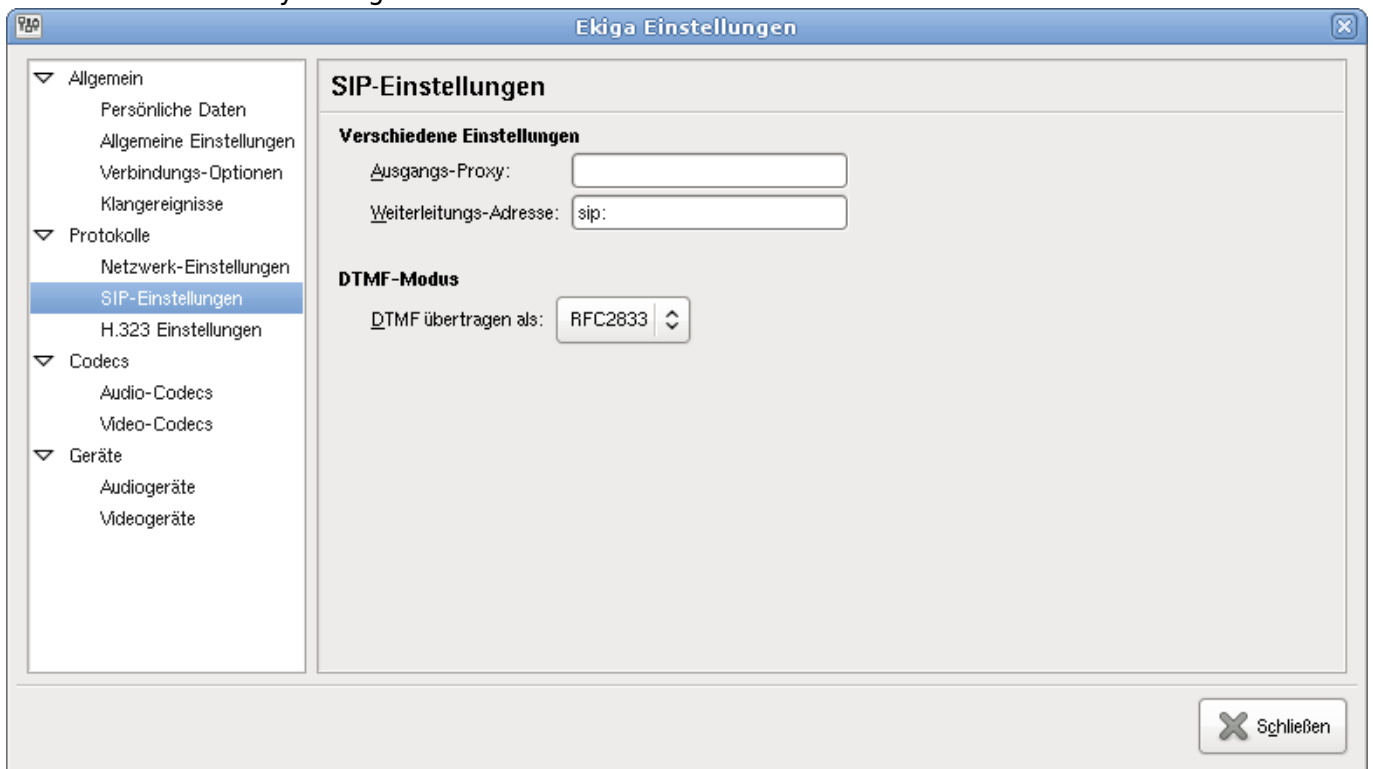 Ekiga Einstellungen
Allgemein
Persönliche Daten
Allgemeine Einstellungen
Verbindungs-Optionen
Klangereignisse
Protokolle
Netzwerk-Einstellungen
SIP-Einstellungen
H.323 Einstellungen
Codecs
Audio-Codecs
Video-Codecs
Geräte
Audiogeräte
Videogeräte
SIP-Einstellungen
Verschiedene Einstellungen
Ausgangs-Proxy:
Weiterleitungs-Adresse: sip:
DTMF-Modus
DTMF übertragen als: RFC2833
Schließen